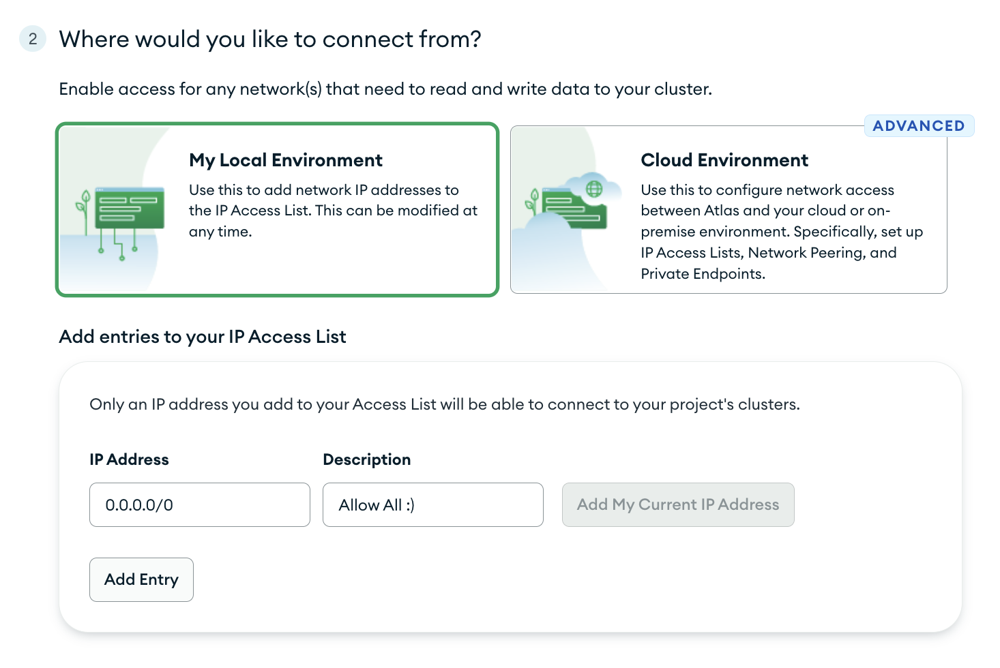 2
Where would you like to connect from?
Enable access for any network(s) that need to read and write data to your cluster.
My Local Environment
Use this to add network IP addresses to
the IP Access List. This can be modified at
any time.
ADVANCED
Cloud Environment
Use this to configure network access
between Atlas and your cloud or on-
premise environment. Specifically, set up
IP Access Lists, Network Peering, and
Private Endpoints.
Add entries to your IP Access List
Only an IP address you add to your Access List will be able to connect to your project's clusters.
IP Address
Description
0.0.0.0/0
Allow All :)
Add My Current IP Address
Add Entry